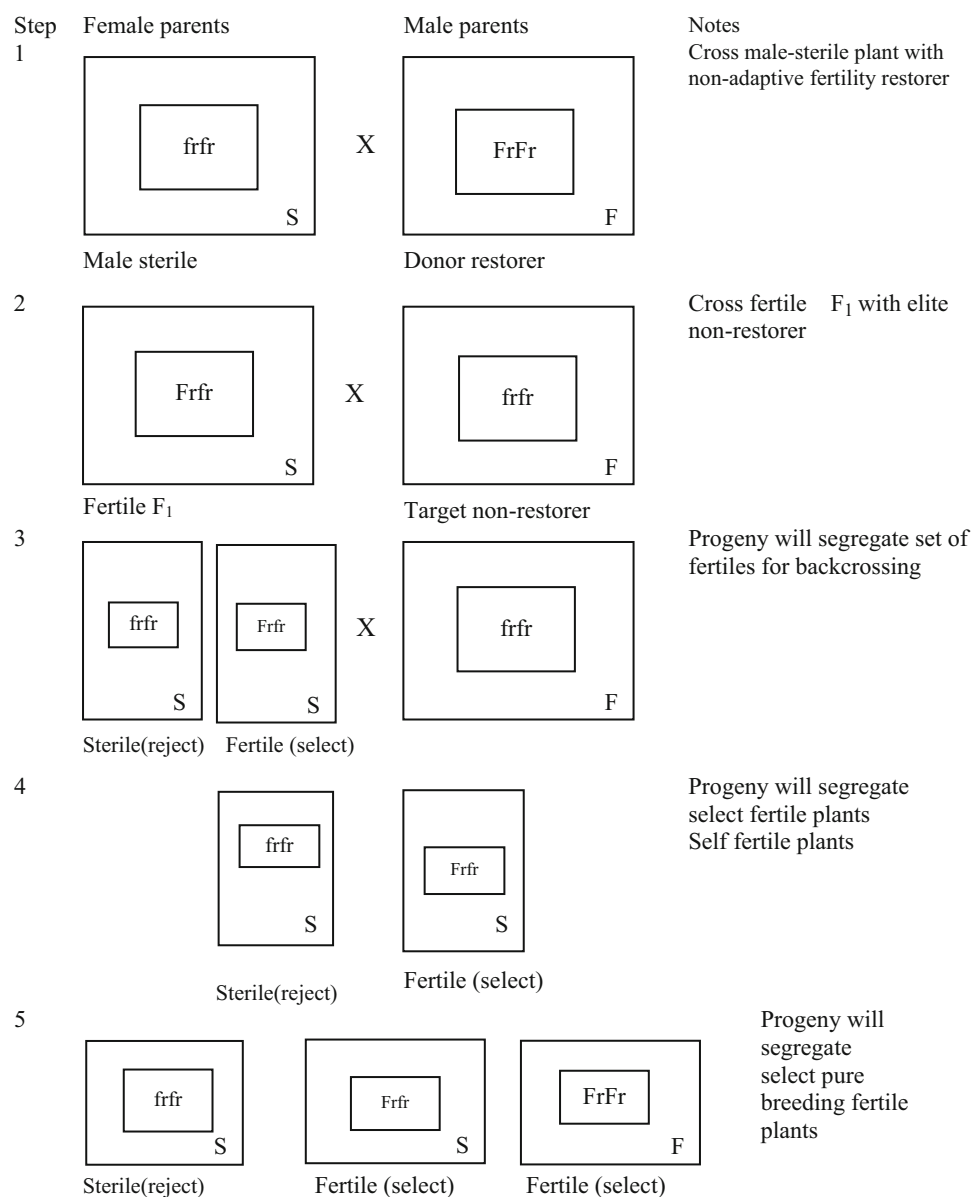 Step Female parents Male parents Notes
1 Cross male-sterile plant with
non-adaptive fertility restorer
frfr X FrFr
S F
Male sterile Donor restorer
2 Cross fertile F1 with elite
non-restorer
Frfr X frfr
S F
Fertile F1 Target non-restorer
3 Progeny will segregate set of
fertiles for backcrossing
frfr Frfr X frfr
S S F
Sterile(reject) Fertile (select)
4 Progeny will segregate
select fertile plants
Self fertile plants
frfr Frfr
S S
Sterile(reject) Fertile (select)
5 Progeny will
segregate
select pure
breeding fertile
plants
frfr Frfr FrFr
S S F
Sterile(reject) Fertile (select) Fertile (select)